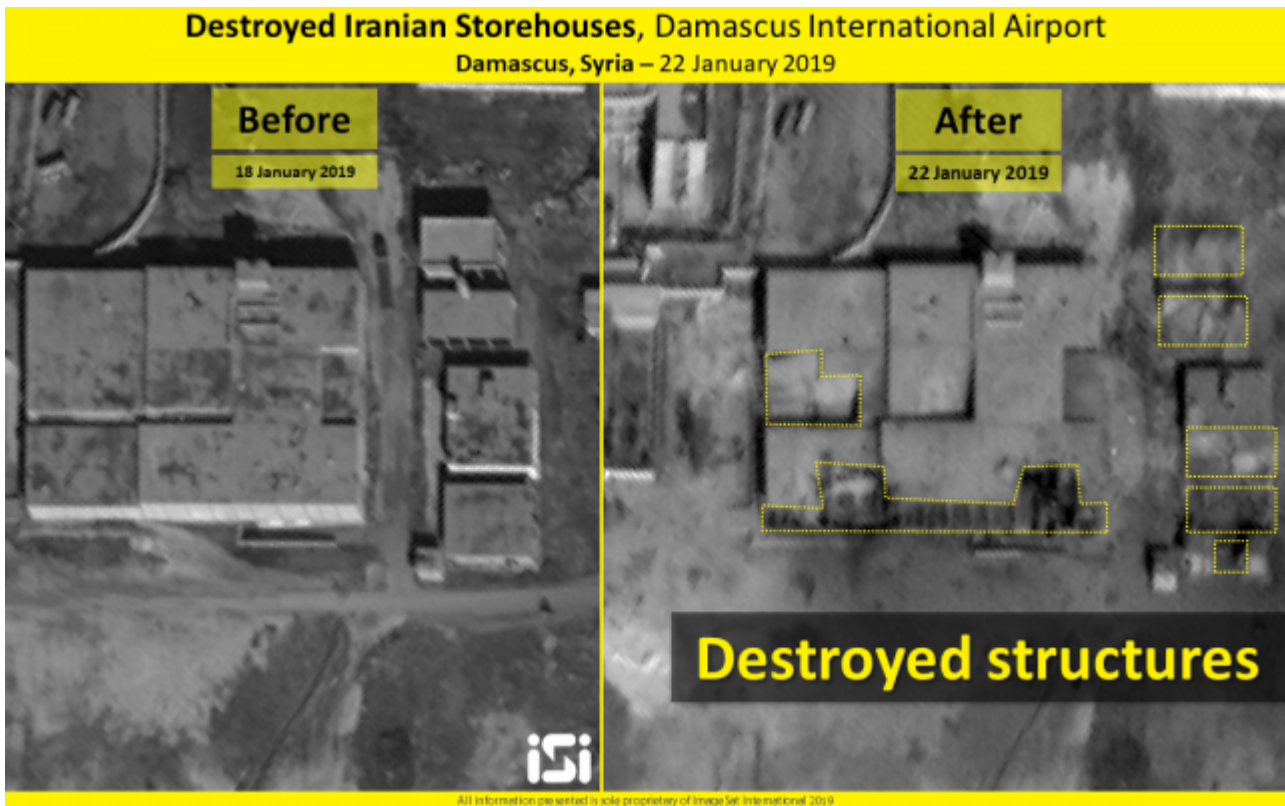 Destroyed Iranian Storehouses, Damascus International Airport
Damascus, Syria – 22 January 2019
Before
18 January 2019
After
22 January 2019
Destroyed structures
iSi
All information presented is sole proprietary of ImageSat International 2019